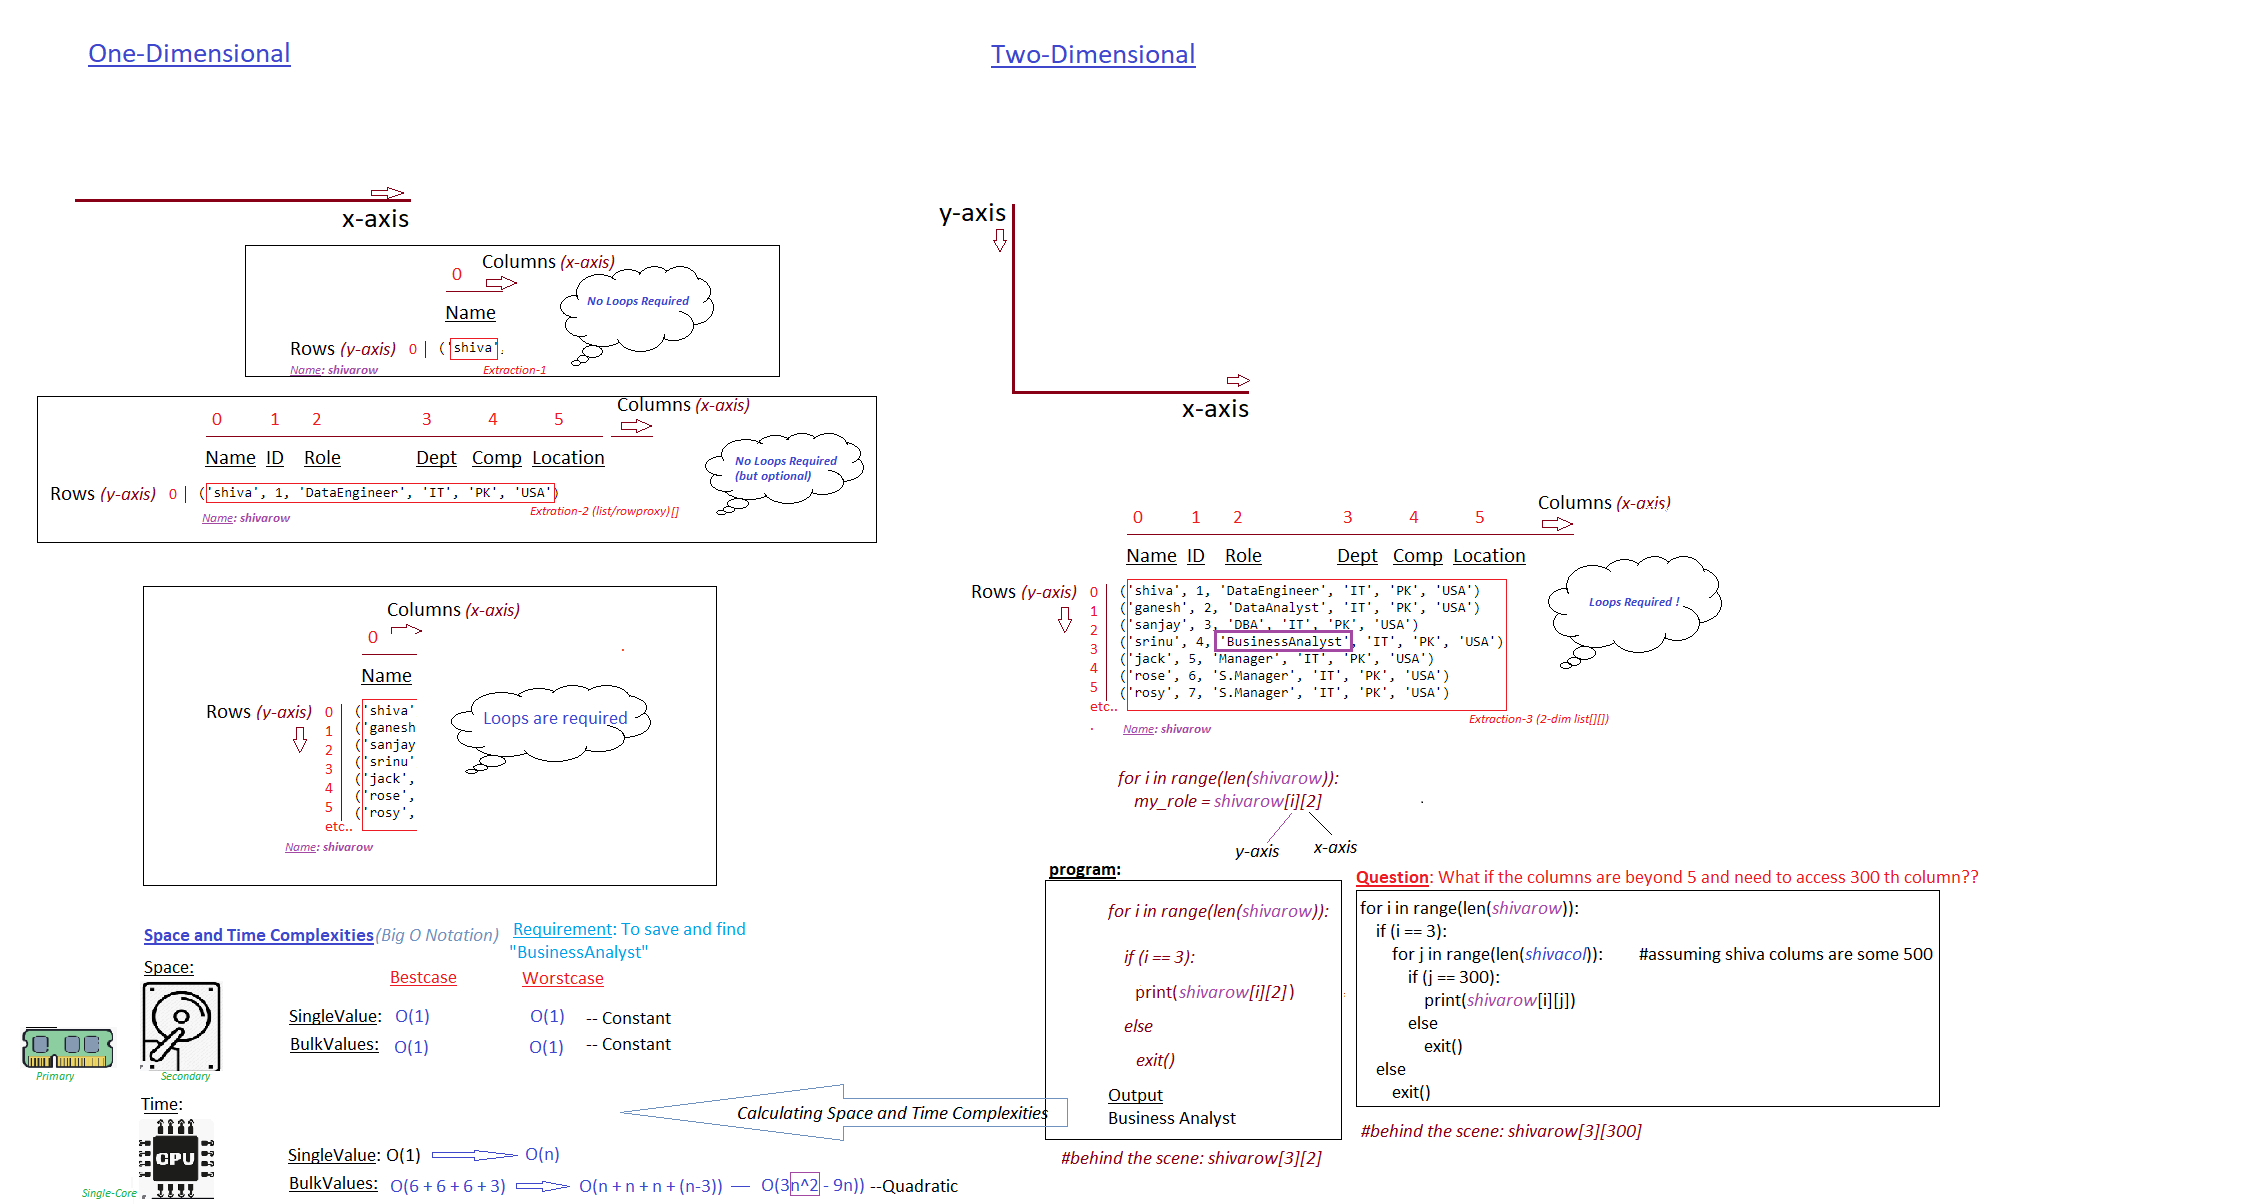 One-Dimensional
x-axis
Columns (x-axis)
0
Name
No Loops Required
Rows (y-axis) 0 | ('shiva'
Name: shivarow
Extraction-1
Columns (x-axis)
0 1 2 3 4 5
Name ID Role Dept Comp Location
No Loops Required
(but optional)
Rows (y-axis) 0 | ('shiva', 1, 'DataEngineer', 'IT', 'PK', 'USA')
Name: shivarow
Extration-2 (list/rowproxy)[]
Columns (x-axis)
0
Name
Loops are required
Rows (y-axis)
0 ('shiva'
1 ('ganesh
2 ('sanjay
3 ('srinu'
4 ('jack',
5 ('rose',
etc.. ('rosy',
Name: shivarow
Space and Time Complexities(Big O Notation)
Requirement: To save and find
"BusinessAnalyst"
Space:
Bestcase Worstcase
SingleValue: O(1) O(1) -- Constant
BulkValues: O(1) O(1) -- Constant
Primary
Secondary
Time:
CPU
Single-Core
SingleValue: O(1) O(n)
BulkValues: O(6 + 6 + 6 + 3) O(n + n + n + (n-3)) — O(3n^2 - 9n)) --Quadratic
Calculating Space and Time Complexities
Two-Dimensional
y-axis
x-axis
Columns (x-axis)
0 1 2 3 4 5
Name ID Role Dept Comp Location
Loops Required !
Rows (y-axis)
0 ('shiva', 1, 'DataEngineer', 'IT', 'PK', 'USA')
1 ('ganesh', 2, 'DataAnalyst', 'IT', 'PK', 'USA')
2 ('sanjay', 3, 'DBA', 'IT', 'PK', 'USA')
3 ('srinu', 4, 'BusinessAnalyst', 'IT', 'PK', 'USA')
4 ('jack', 5, 'Manager', 'IT', 'PK', 'USA')
5 ('rose', 6, 'S.Manager', 'IT', 'PK', 'USA')
etc.. ('rosy', 7, 'S.Manager', 'IT', 'PK', 'USA')
Name: shivarow
Extraction-3 (2-dim list[][])
for i in range(len(shivarow)):
my_role = shivarow[i][2]
y-axis x-axis
program:
for i in range(len(shivarow)):
if (i == 3):
print(shivarow[i][2])
else
exit()
Output
Business Analyst
#behind the scene: shivarow[3][2]
Question: What if the columns are beyond 5 and need to access 300 th column??
for i in range(len(shivarow)):
if (i == 3):
for j in range(len(shivacol)): #assuming shiva colums are some 500
if (j == 300):
print(shivarow[i][j])
else
exit()
else
exit()
#behind the scene: shivarow[3][300]